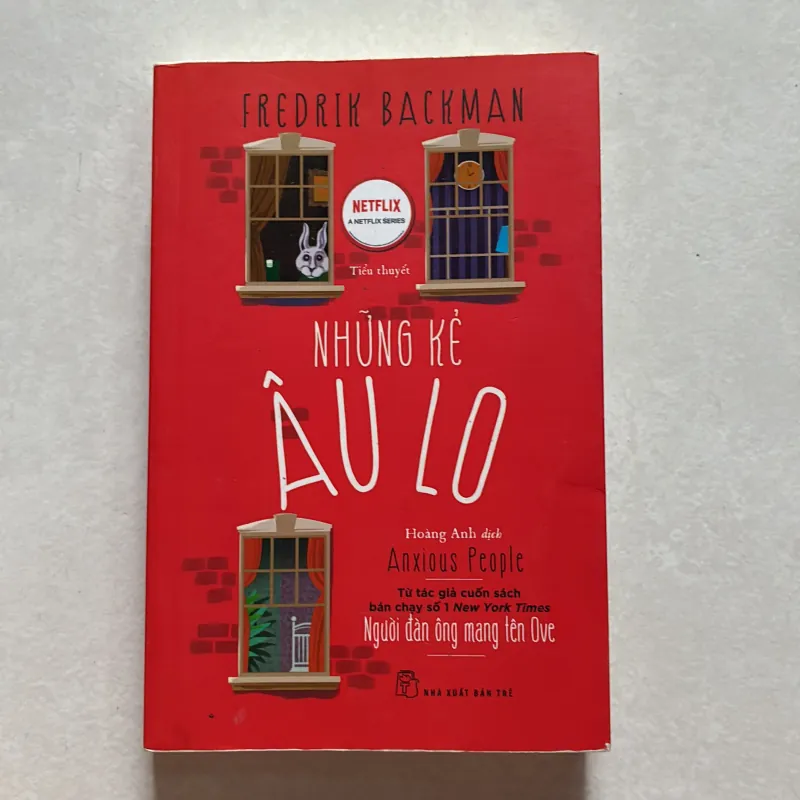 FREDRIK BACKMAN
NETFLIX
A NETFLIX SERIES
Tiểu thuyết
NHỮNG KẺ
ÂU LO
Hoàng Anh dịch
Anxious People
Từ tác giả cuốn sách
bán chạy số 1 New York Times
Người đàn ông mang tên Ove
NHÀ XUẤT BẢN TRẺ